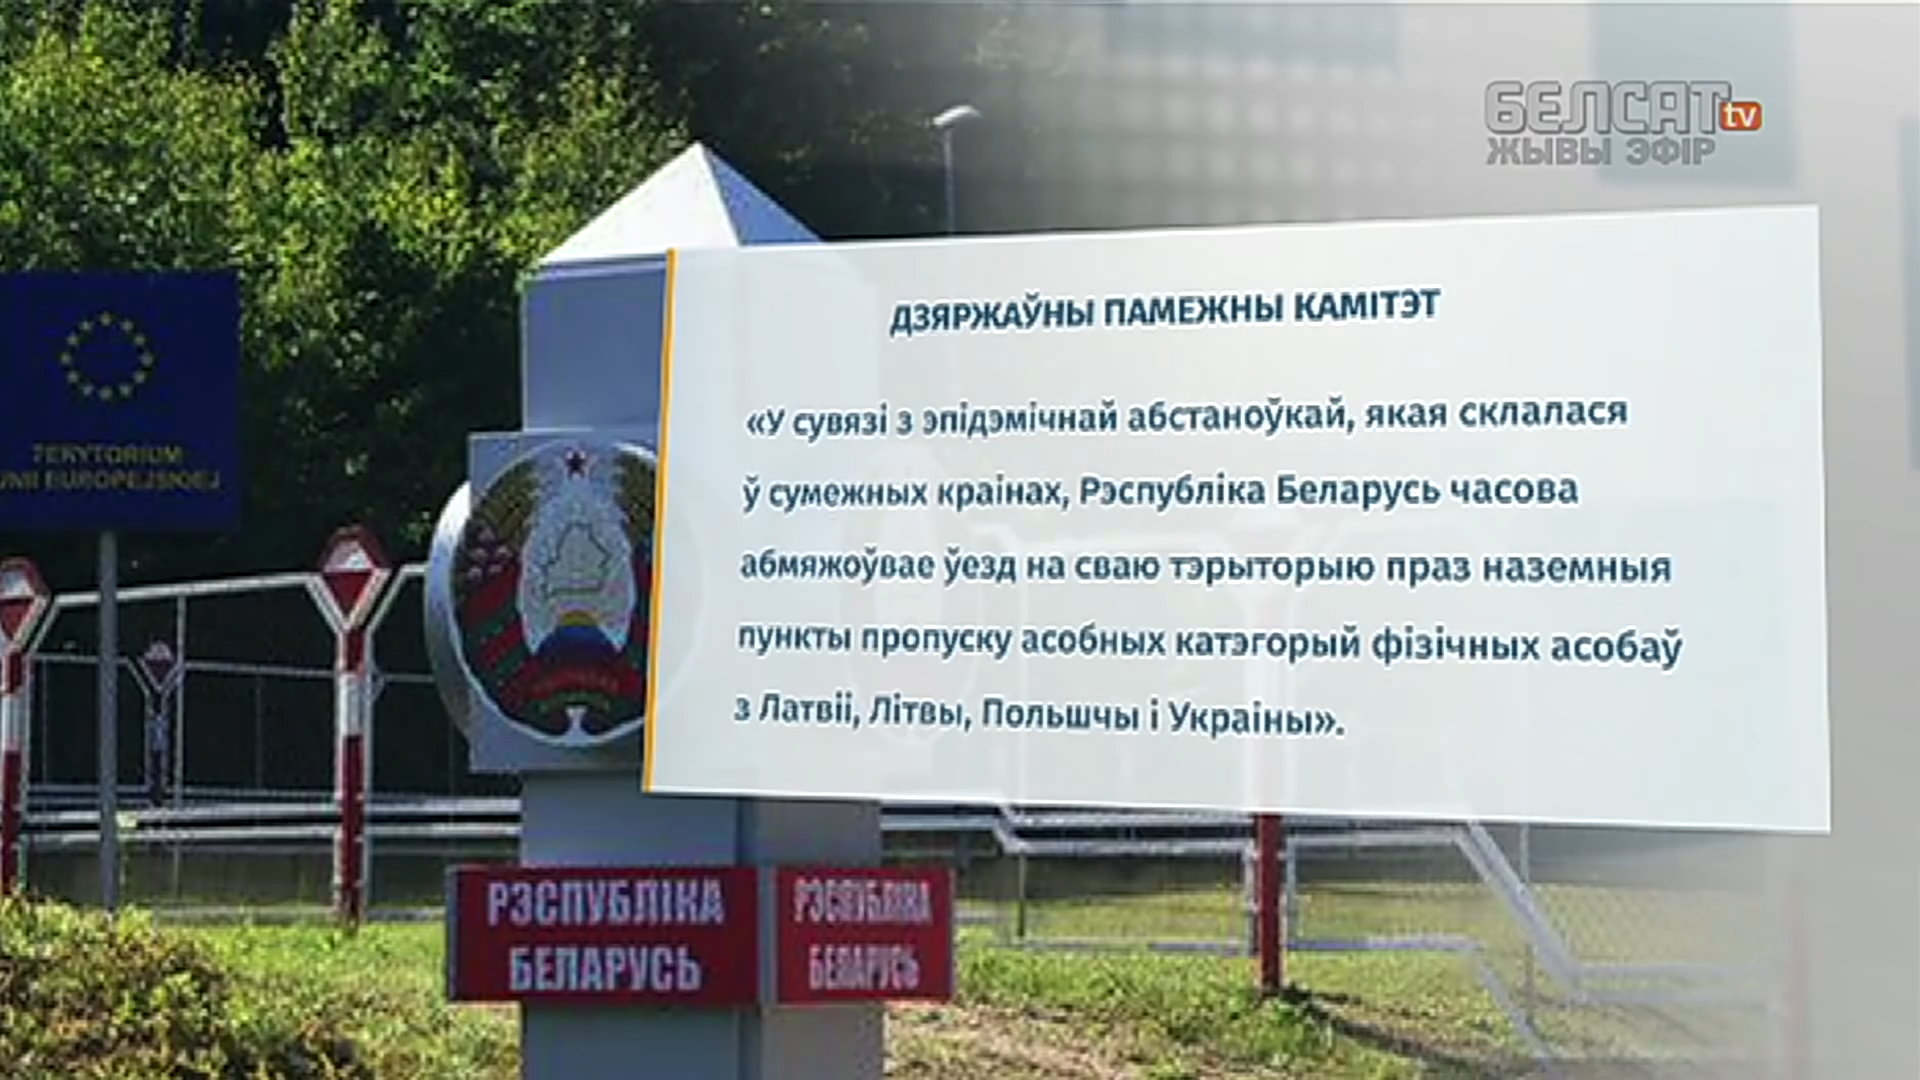 БЕЛСАТ tv
ЖЫВЫ ЭФІР
ДЗЯРЖАЎНЫ ПАМЕЖНЫ КАМІТЭТ
«У сувязі з эпідэмічнай абстаноўкай, якая склалася
ў сумежных краінах, Рэспубліка Беларусь часова
абмяжоўвае ўезд на сваю тэрыторыю праз наземныя
пункты пропуску асобных катэгорый фізічных асобаў
з Латвіі, Літвы, Польшчы і Украіны».
TERYTORIUM
UNII EUROPEJSKIEJ
РЭСПУБЛІКА
БЕЛАРУСЬ
РЭСПУБЛІКА
БЕЛАРУСЬ